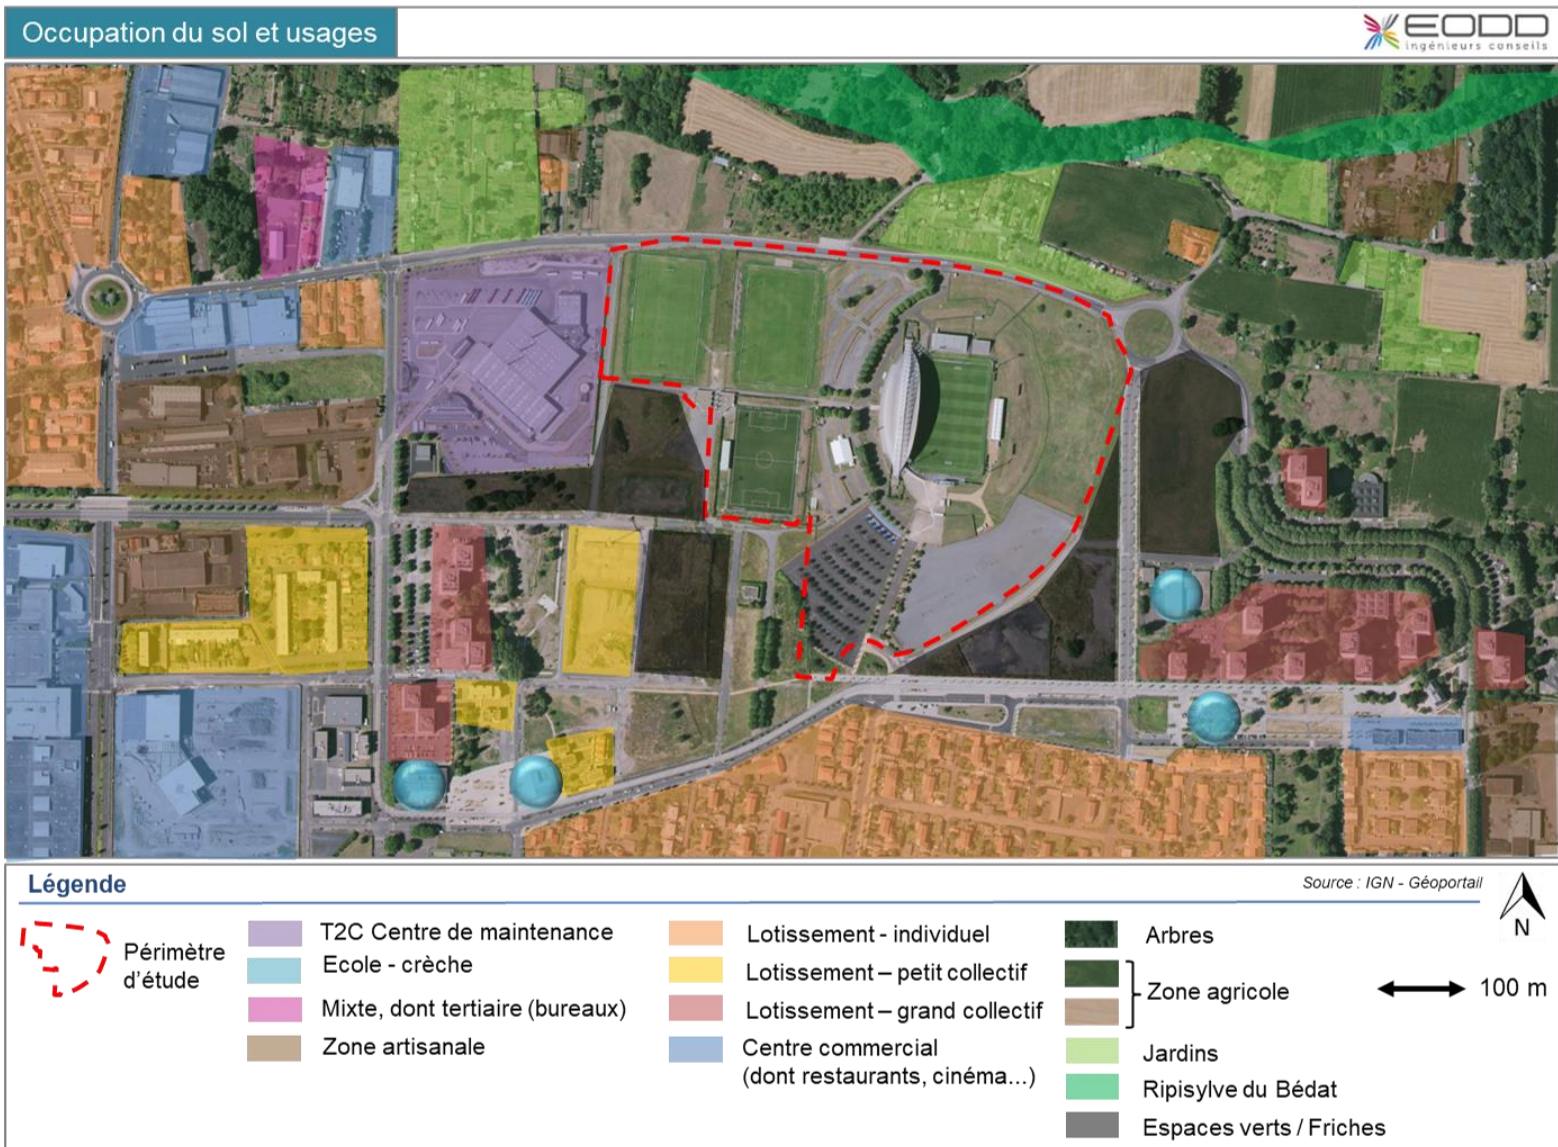 Occupation du sol et usages
EODD
ingénieurs conseils
Légende
Source : IGN - Géoportail
Périmètre
d'étude
T2C Centre de maintenance
Ecole - crèche
Mixte, dont tertiaire (bureaux)
Zone artisanale
Lotissement - individuel
Lotissement – petit collectif
Lotissement – grand collectif
Centre commercial
(dont restaurants, cinéma...)
Arbres
Zone agricole
Jardins
Ripisylve du Bédat
Espaces verts / Friches
N
100 m